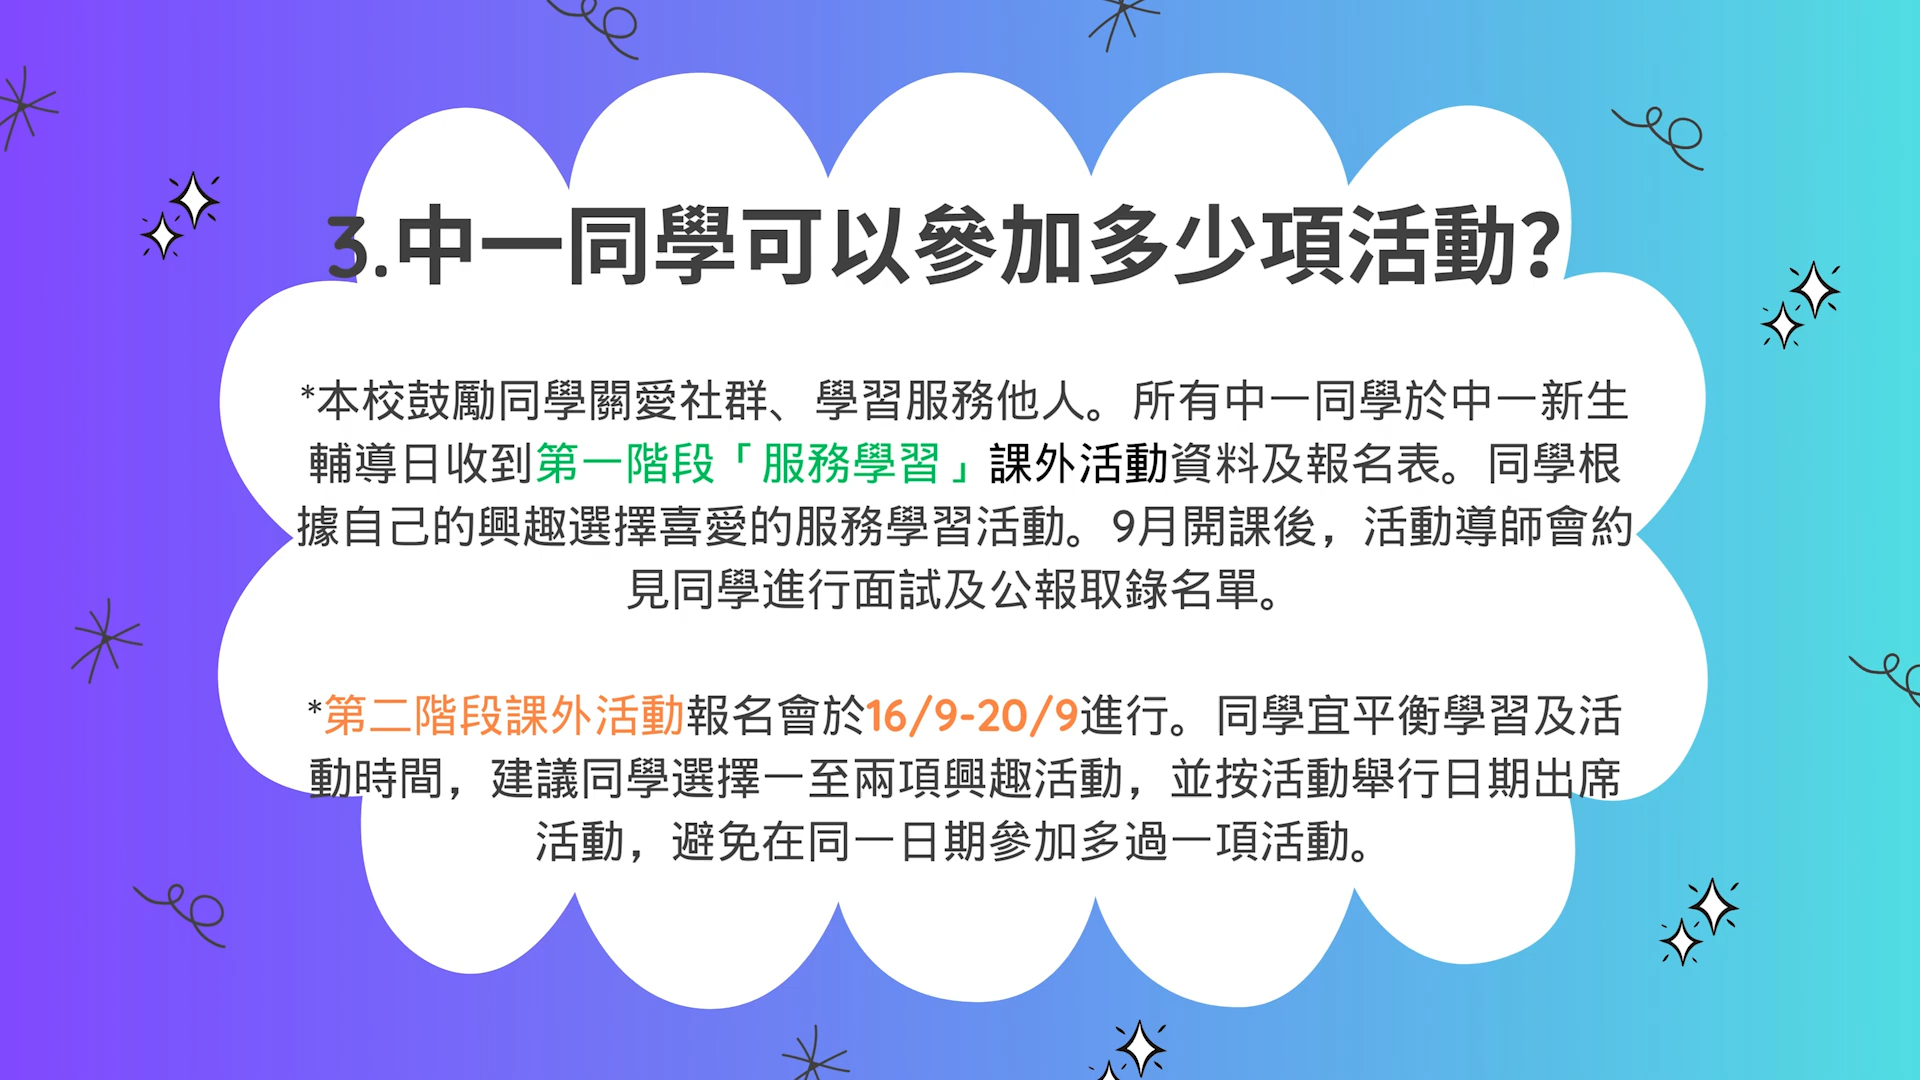 3.中一同學可以參加多少項活動?
*本校鼓勵同學關愛社群、學習服務他人。所有中一同學於中一新生
輔導日收到第一階段「服務學習」課外活動資料及報名表。同學根
據自己的興趣選擇喜愛的服務學習活動。9月開課後，活動導師會約
見同學進行面試及公報取錄名單。
*第二階段課外活動報名會於16/9-20/9進行。同學宜平衡學習及活
動時間，建議同學選擇一至兩項興趣活動，並按活動舉行日期出席
活動，避免在同一日期參加多過一項活動。